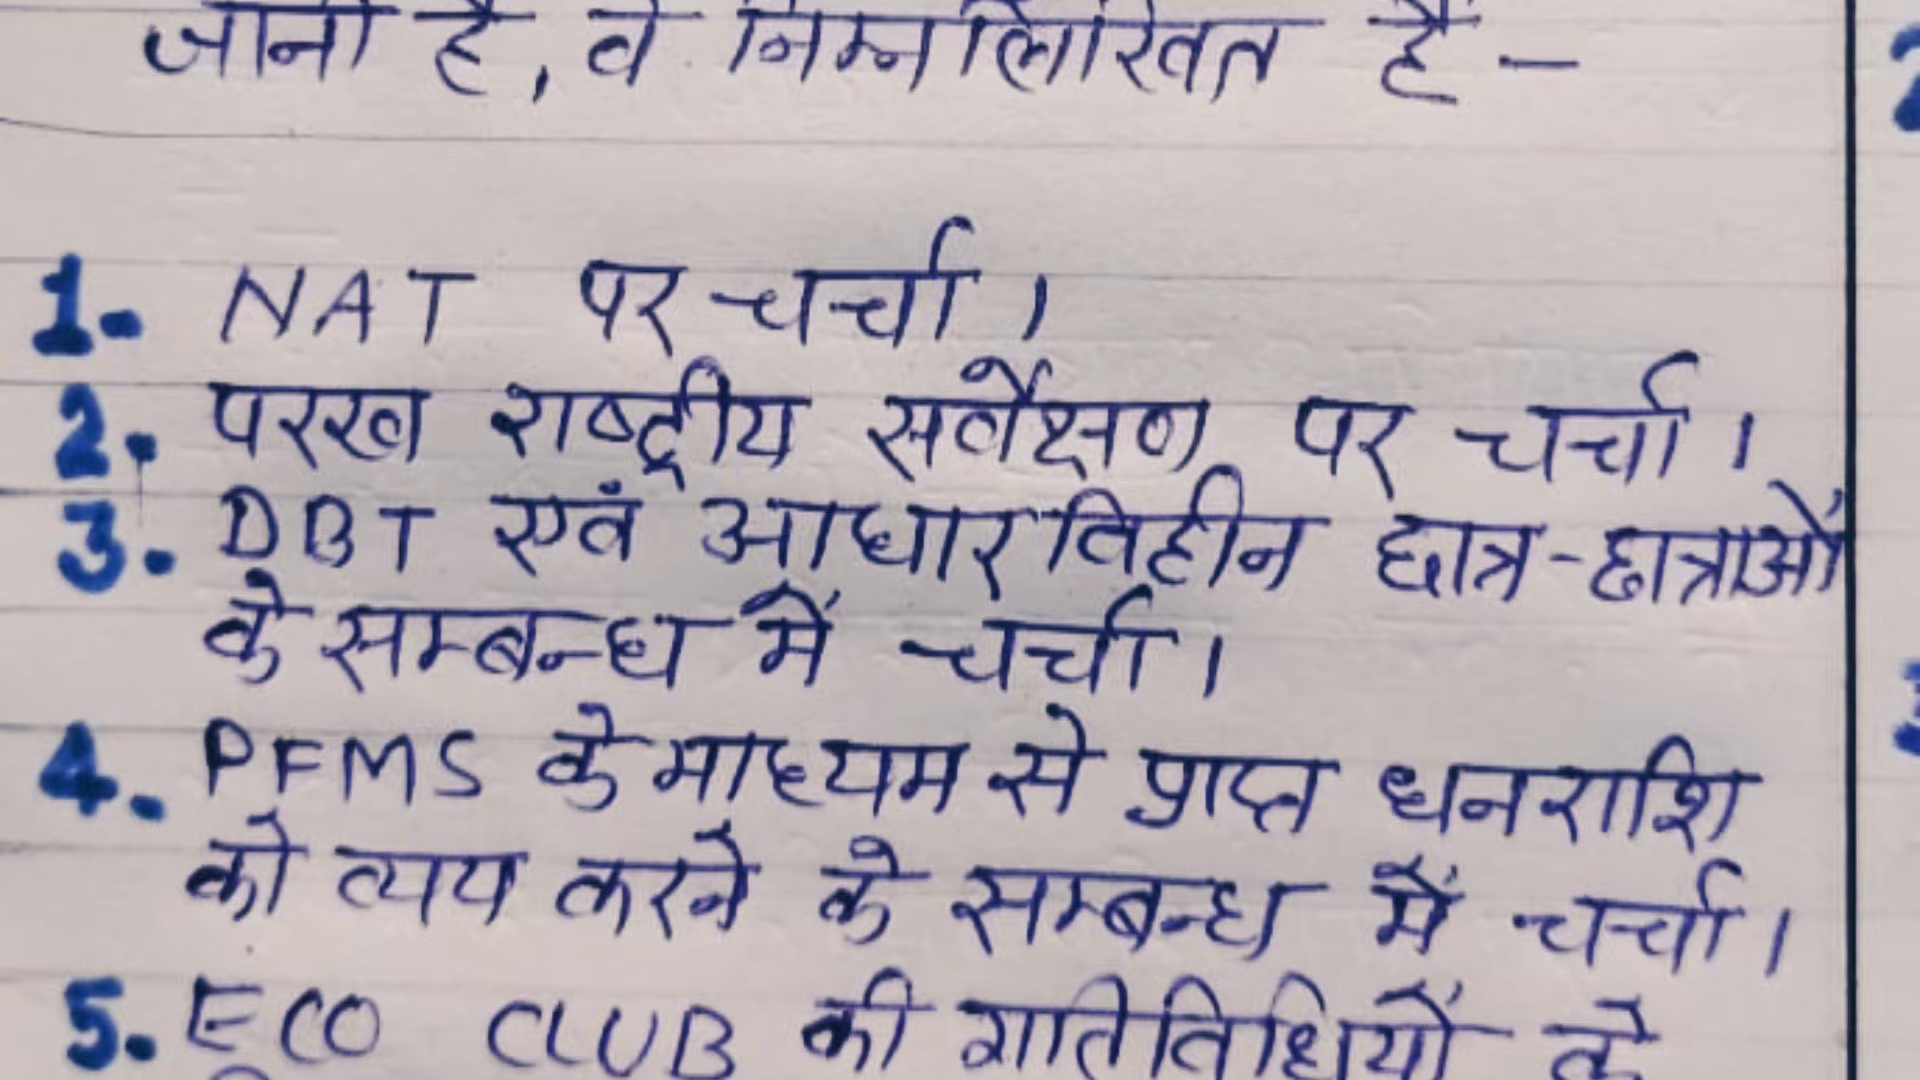 जानी है, वे निम्नलिखित हैं –
1. NAT पर चर्चा।
2. परख राष्ट्रीय सर्वेक्षण पर चर्चा।
3. DBT एवं आधार विहीन छात्र-छात्राओं
के सम्बन्ध में चर्चा।
4. PFMS के माध्यम से प्राप्त धनराशि
को व्यय करने के सम्बन्ध में चर्चा।
5. ECO CLUB की गतिविधियों के